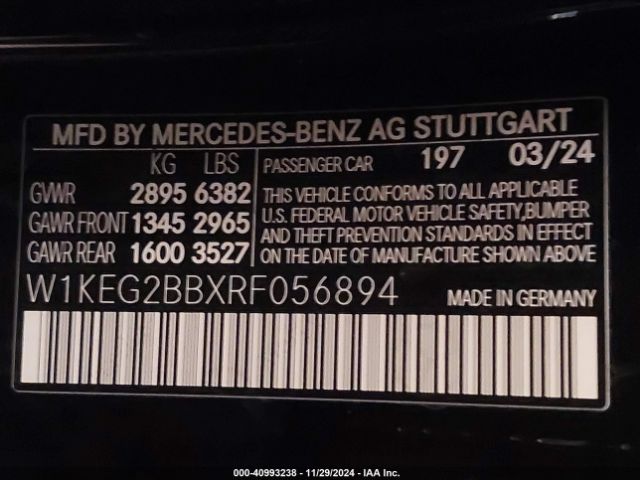 MFD BY MERCEDES-BENZ AG STUTTGART
KG LBS
GVWR 2895 6382
GAWR FRONT 1345 2965
GAWR REAR 1600 3527
PASSENGER CAR 197 03/24
THIS VEHICLE CONFORMS TO ALL APPLICABLE
U.S. FEDERAL MOTOR VEHICLE SAFETY,BUMPER
AND THEFT PREVENTION STANDARDS IN EFFECT
ON THE DATE OF MANUFACTURE SHOWN ABOVE
W1KEG2BBXRF056894 MADE IN GERMANY
000-40993238 - 11/29/2024 - IAA Inc.